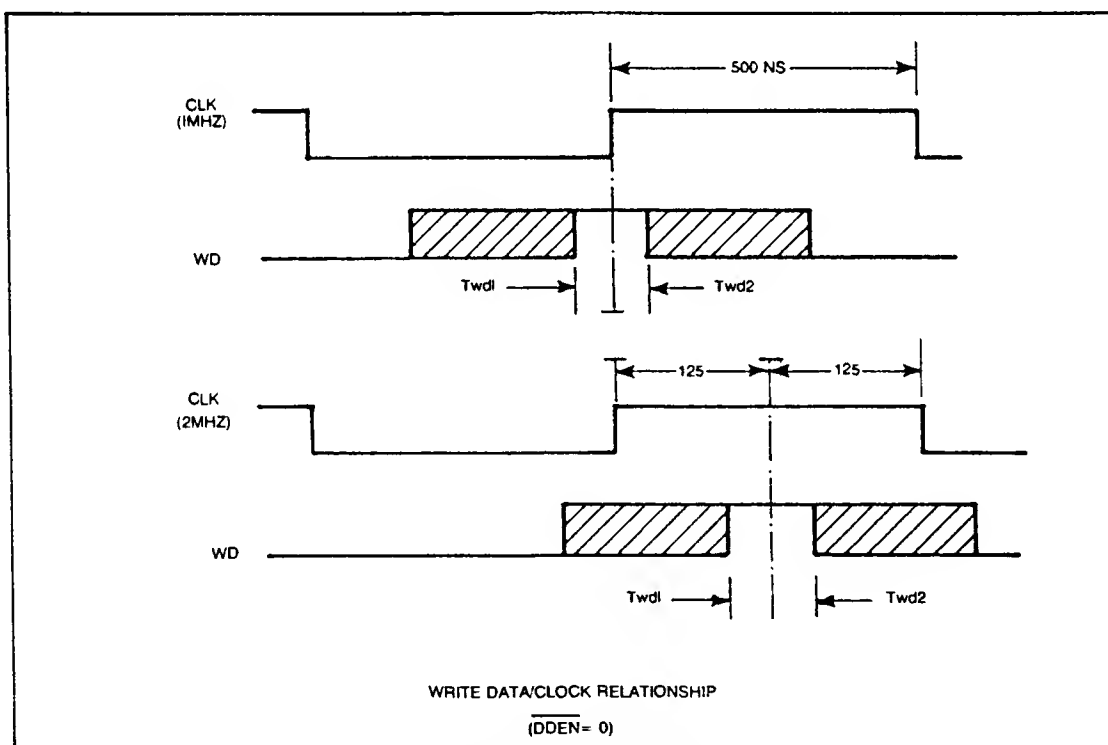 500 NS
CLK
(1MHZ)
WD
Twdl
Twd2
125
125
CLK
(2MHZ)
WD
Twdl
Twd2
WRITE DATA/CLOCK RELATIONSHIP
(DDEN= 0)